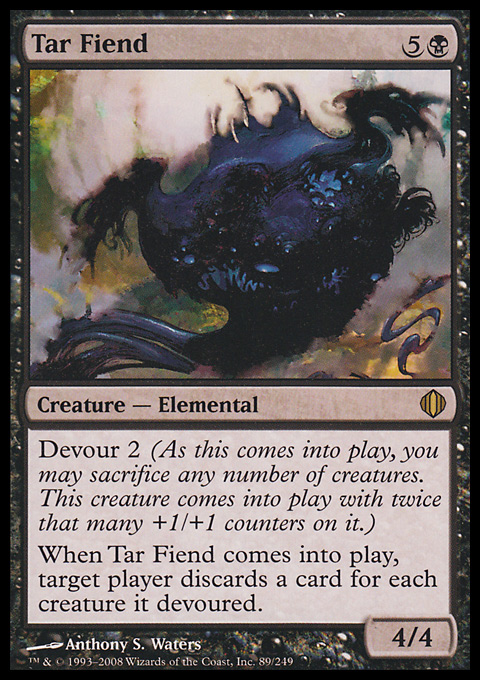 Tar Fiend 5
Creature — Elemental
Devour 2 (As this comes into play, you
may sacrifice any number of creatures.
This creature comes into play with twice
that many +1/+1 counters on it.)
When Tar Fiend comes into play,
target player discards a card for each
creature it devoured.
Anthony S. Waters
4/4
™ & © 1993–2008 Wizards of the Coast, Inc. 89/249